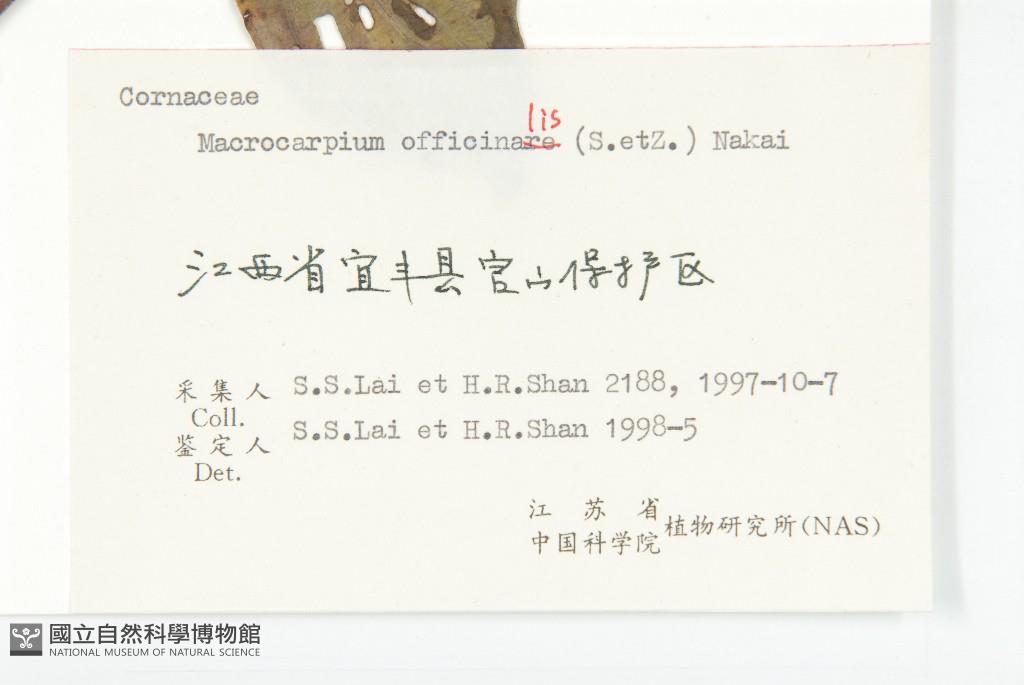 Cornaceae
lis
Macrocarpium officinare (S.etZ.) Nakai
江西省宜丰县官山保护区
采集人 S.S.Lai et H.R.Shan 2188, 1997-10-7
Coll.
鉴定人 S.S.Lai et H.R.Shan 1998-5
Det.
江苏省
中国科学院 植物研究所(NAS)
國立自然科學博物館
NATIONAL MUSEUM OF NATURAL SCIENCE